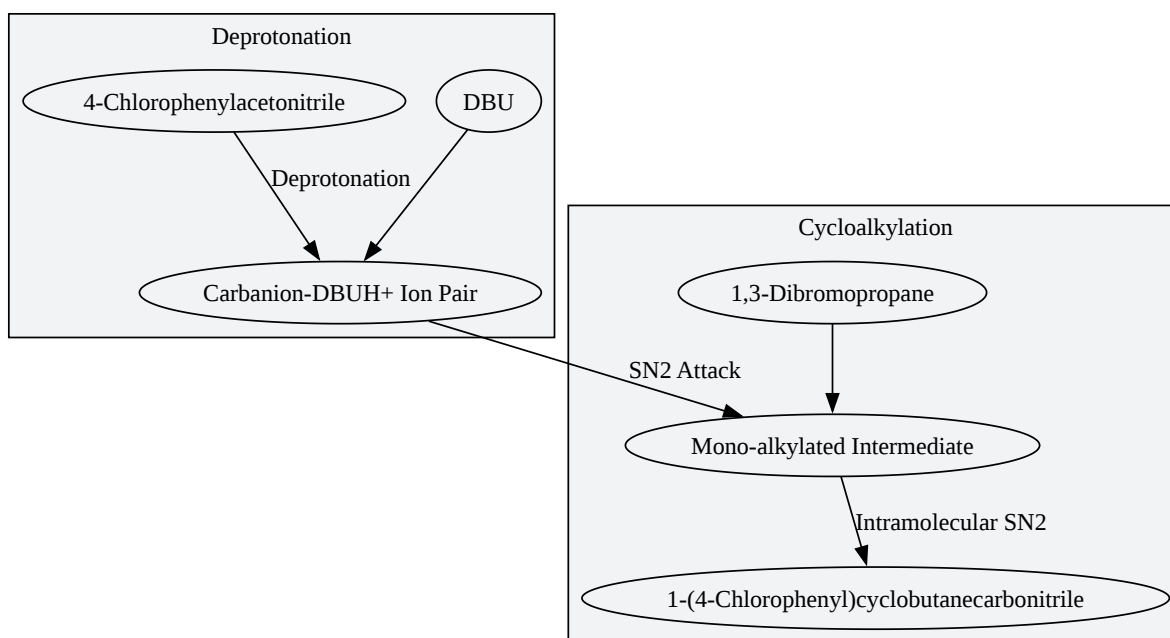 Deprotonation
4-Chlorophenylacetonitrile
DBU
Deprotonation
Carbanion-DBUH+ Ion Pair
Cycloalkylation
1,3-Dibromopropane
SN2 Attack
Mono-alkylated Intermediate
Intramolecular SN2
1-(4-Chlorophenyl)cyclobutanecarbonitrile